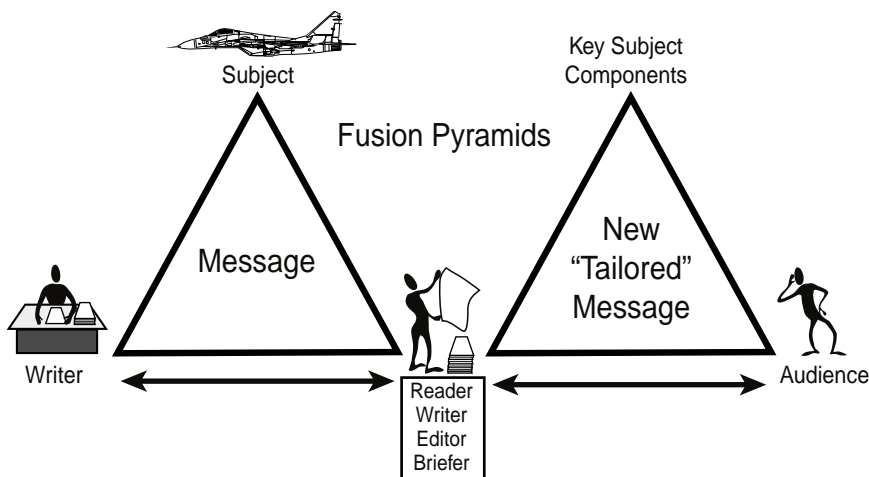 Subject
Key Subject
Components
Fusion Pyramids
Message
New
“Tailored”
Message
Writer
Reader
Writer
Editor
Briefer
Audience